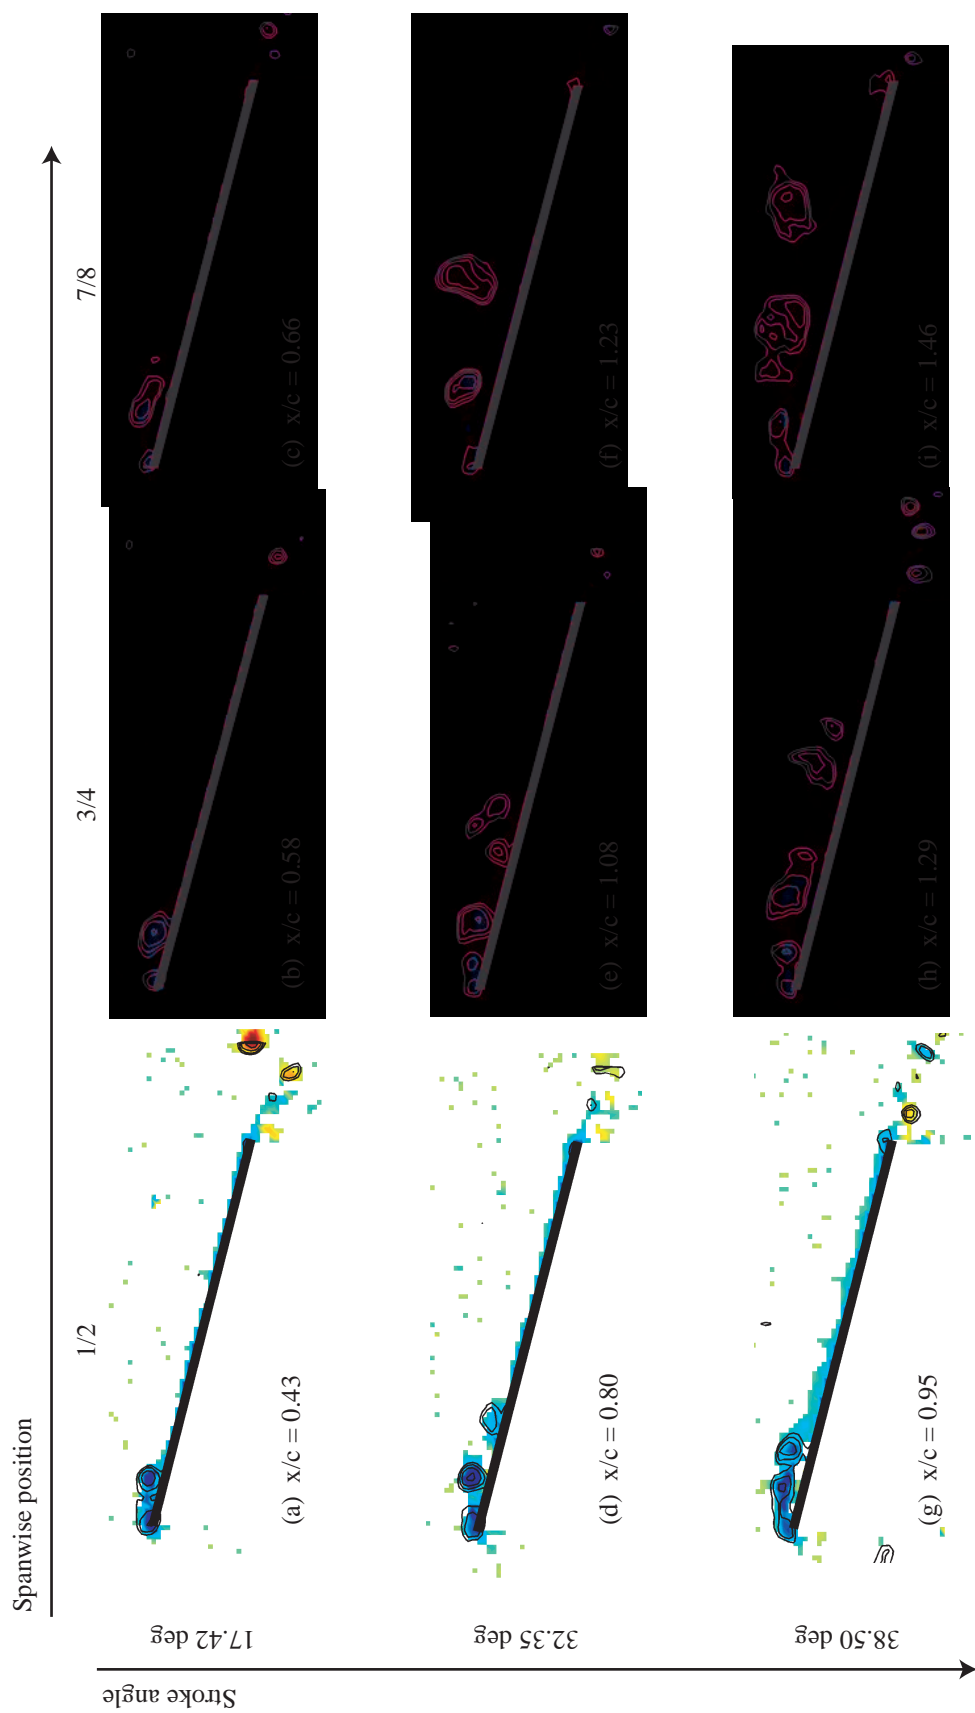 Spanwise position
1/2
3/4
7/8
Stroke angle
17.42 deg
(a) x/c = 0.43
(b) x/c = 0.58
(c) x/c = 0.66
32.35 deg
(d) x/c = 0.80
(e) x/c = 1.08
(f) x/c = 1.23
38.50 deg
(g) x/c = 0.95
(h) x/c = 1.29
(i) x/c = 1.46